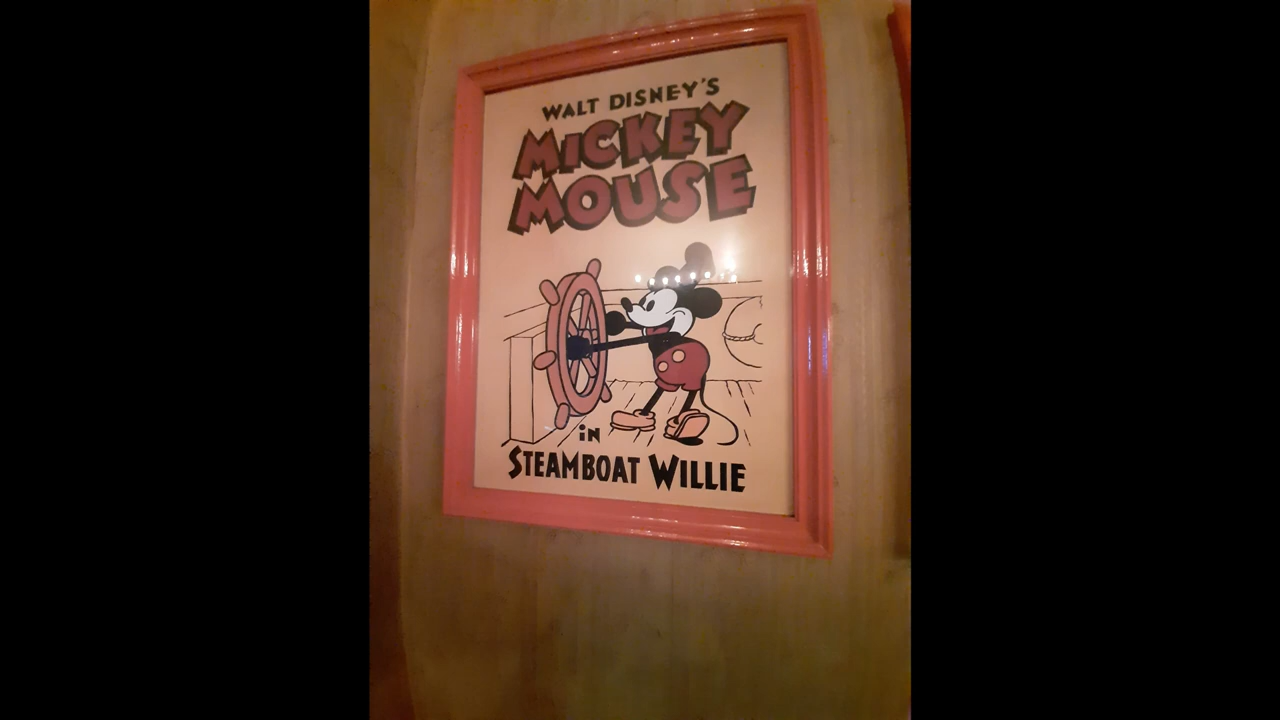 WALT DISNEY'S
MICKEY
MOUSE
iN
STEAMBOAT WILLIE